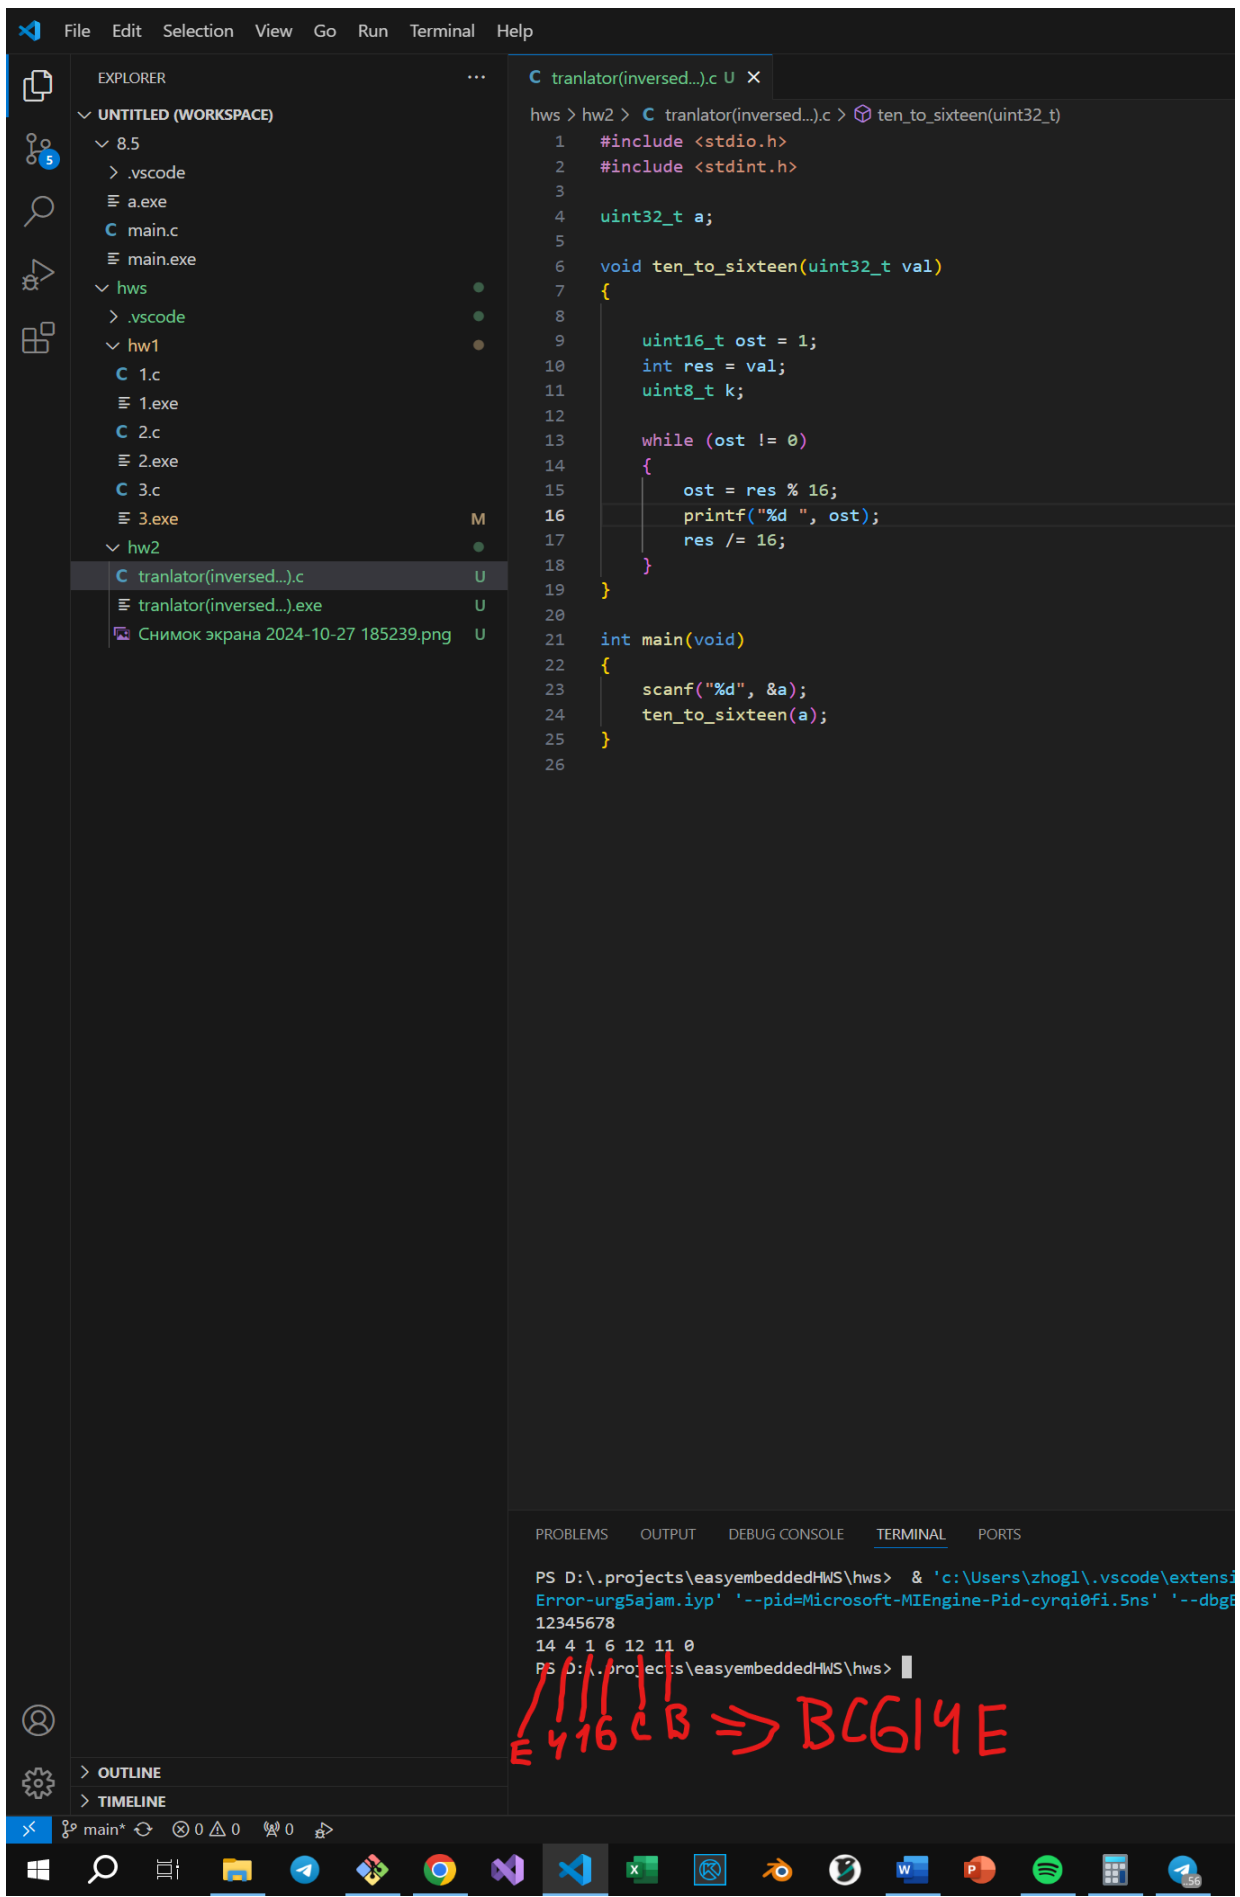 File Edit Selection View Go Run Terminal Help
EXPLORER ...
UNTITLED (WORKSPACE)
8.5
.vscode
a.exe
C main.c
main.exe
hws
.vscode
hw1
C 1.c
1.exe
C 2.c
2.exe
C 3.c
3.exe M
hw2
C tranlator(inversed...).c U
tranlator(inversed...).exe U
Снимок экрана 2024-10-27 185239.png U
OUTLINE
TIMELINE
5
C tranlator(inversed...).c U ×
hws > hw2 > C tranlator(inversed...).c > ten_to_sixteen(uint32_t)
1 #include <stdio.h>
2 #include <stdint.h>
3
4 uint32_t a;
5
6 void ten_to_sixteen(uint32_t val)
7 {
8
9 uint16_t ost = 1;
10 int res = val;
11 uint8_t k;
12
13 while (ost != 0)
14 {
15 ost = res % 16;
16 printf("%d ", ost);
17 res /= 16;
18 }
19 }
20
21 int main(void)
22 {
23 scanf("%d", &a);
24 ten_to_sixteen(a);
25 }
26
PROBLEMS OUTPUT DEBUG CONSOLE TERMINAL PORTS
PS D:\.projects\easyembeddedHWS\hws> & 'c:\Users\zhogl\.vscode\extensi
Error-urg5ajam.iyp' '--pid=Microsoft-MIEngine-Pid-cyrqi0fi.5ns' '--dbgE
12345678
14 4 1 6 12 11 0
PS D:\.projects\easyembeddedHWS\hws>
E 4 1 6 C B => BC614E
main* 0 0 0
56